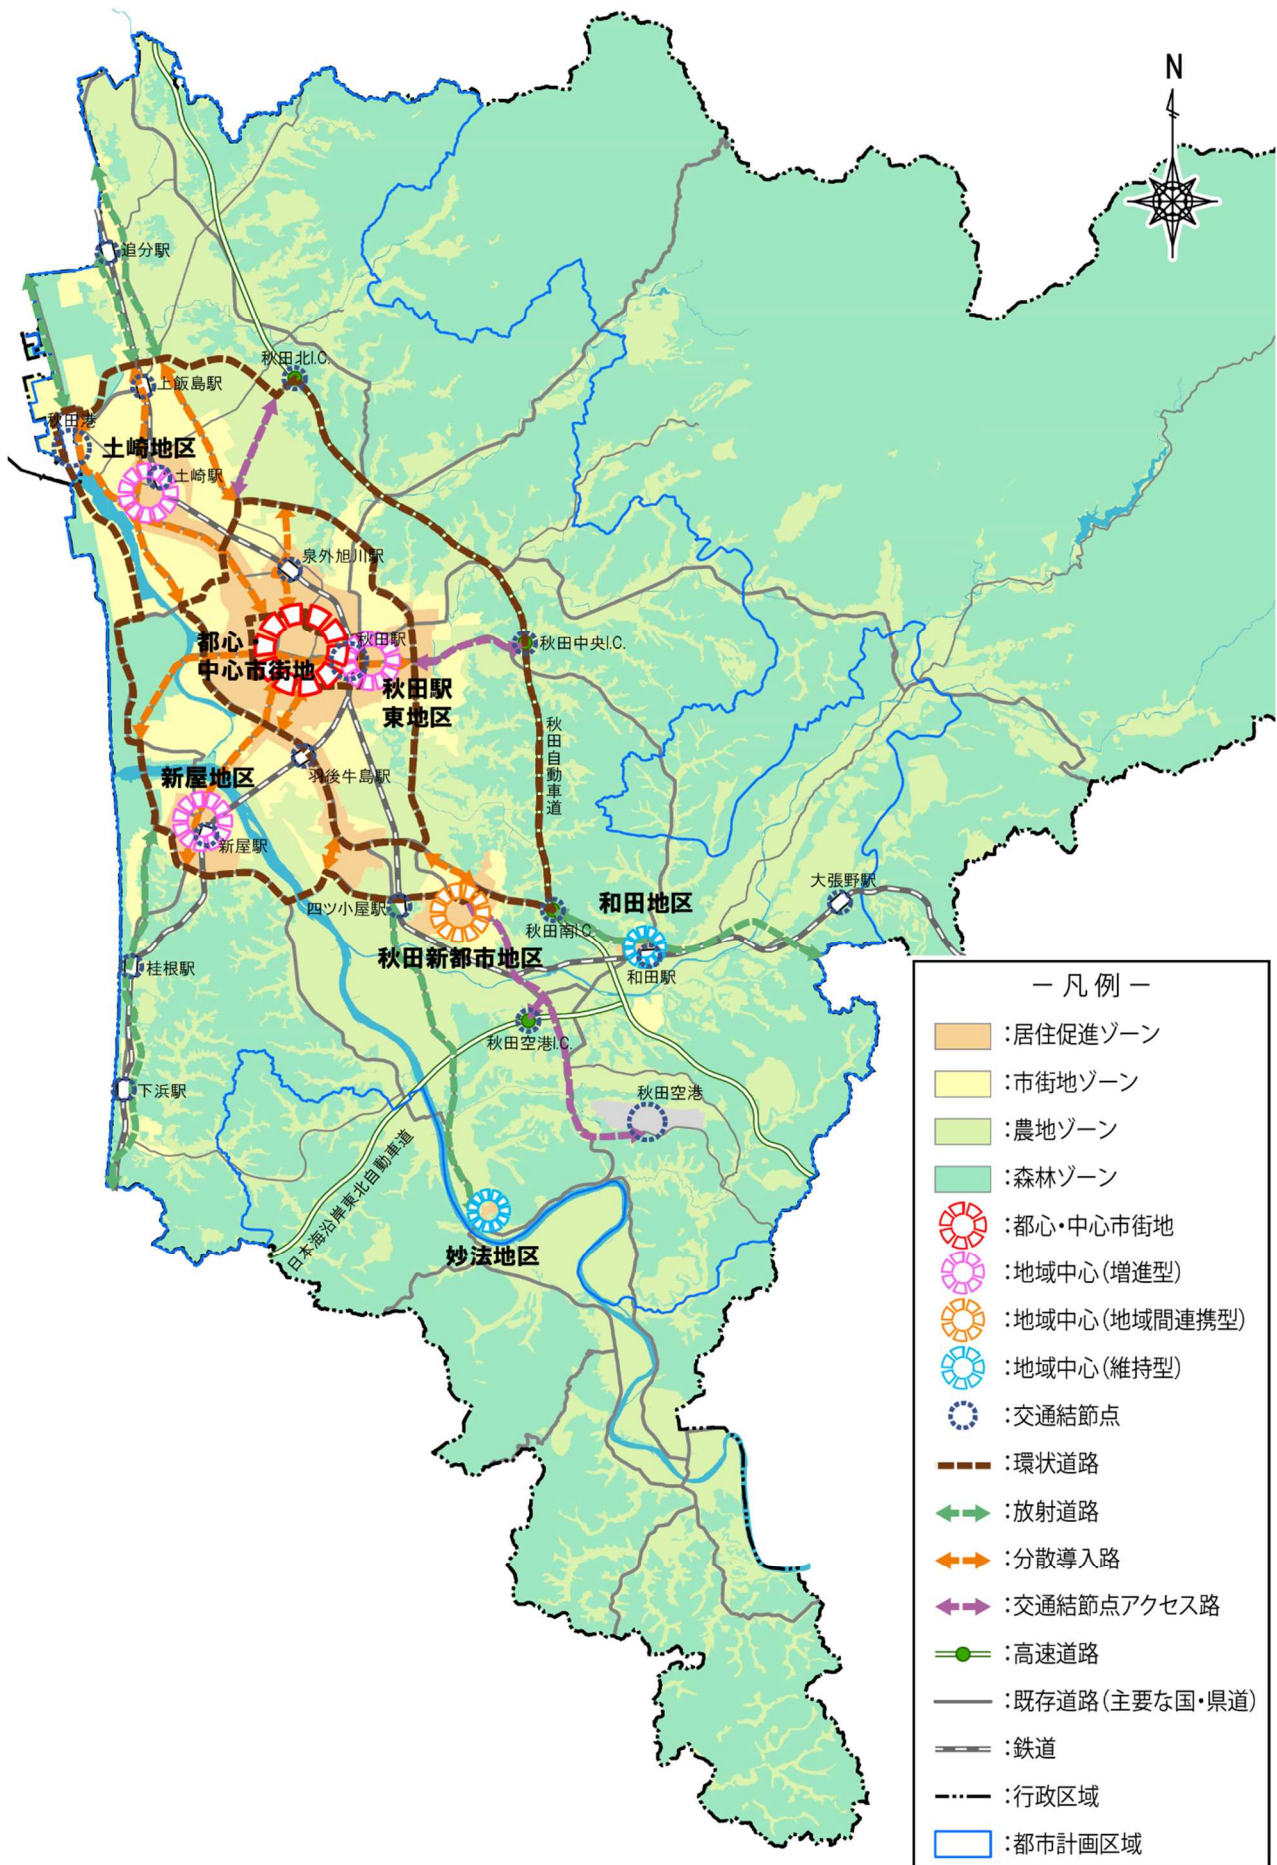 N
追分駅
秋田北I.C.
上飯島駅
秋田港
土崎地区
土崎駅
泉外旭川駅
都心・
中心市街地
秋田駅
秋田中央I.C.
秋田駅
東地区
秋田自動車道
羽後牛島駅
新屋地区
新屋駅
四ツ小屋駅
秋田新都市地区
秋田南I.C.
和田地区
和田駅
大張野駅
桂根駅
秋田空港I.C.
秋田空港
下浜駅
日本海沿岸東北自動車道
妙法地区
－ 凡 例 －
：居住促進ゾーン
：市街地ゾーン
：農地ゾーン
：森林ゾーン
：都心・中心市街地
：地域中心（増進型）
：地域中心（地域間連携型）
：地域中心（維持型）
：交通結節点
：環状道路
：放射道路
：分散導入路
：交通結節点アクセス路
：高速道路
：既存道路（主要な国・県道）
：鉄道
：行政区域
：都市計画区域